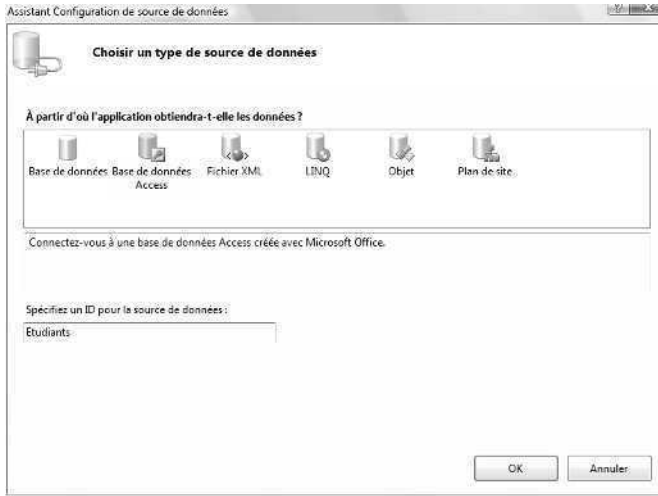 Assistant Configuration de source de données
Choisir un type de source de données
À partir d'où l'application obtiendra-t-elle les données ?
Base de données Base de données Access Fichier XML LINQ Objet Plan de site
Connectez-vous à une base de données Access créée avec Microsoft Office.
Spécifiez un ID pour la source de données :
Etudiants
OK Annuler